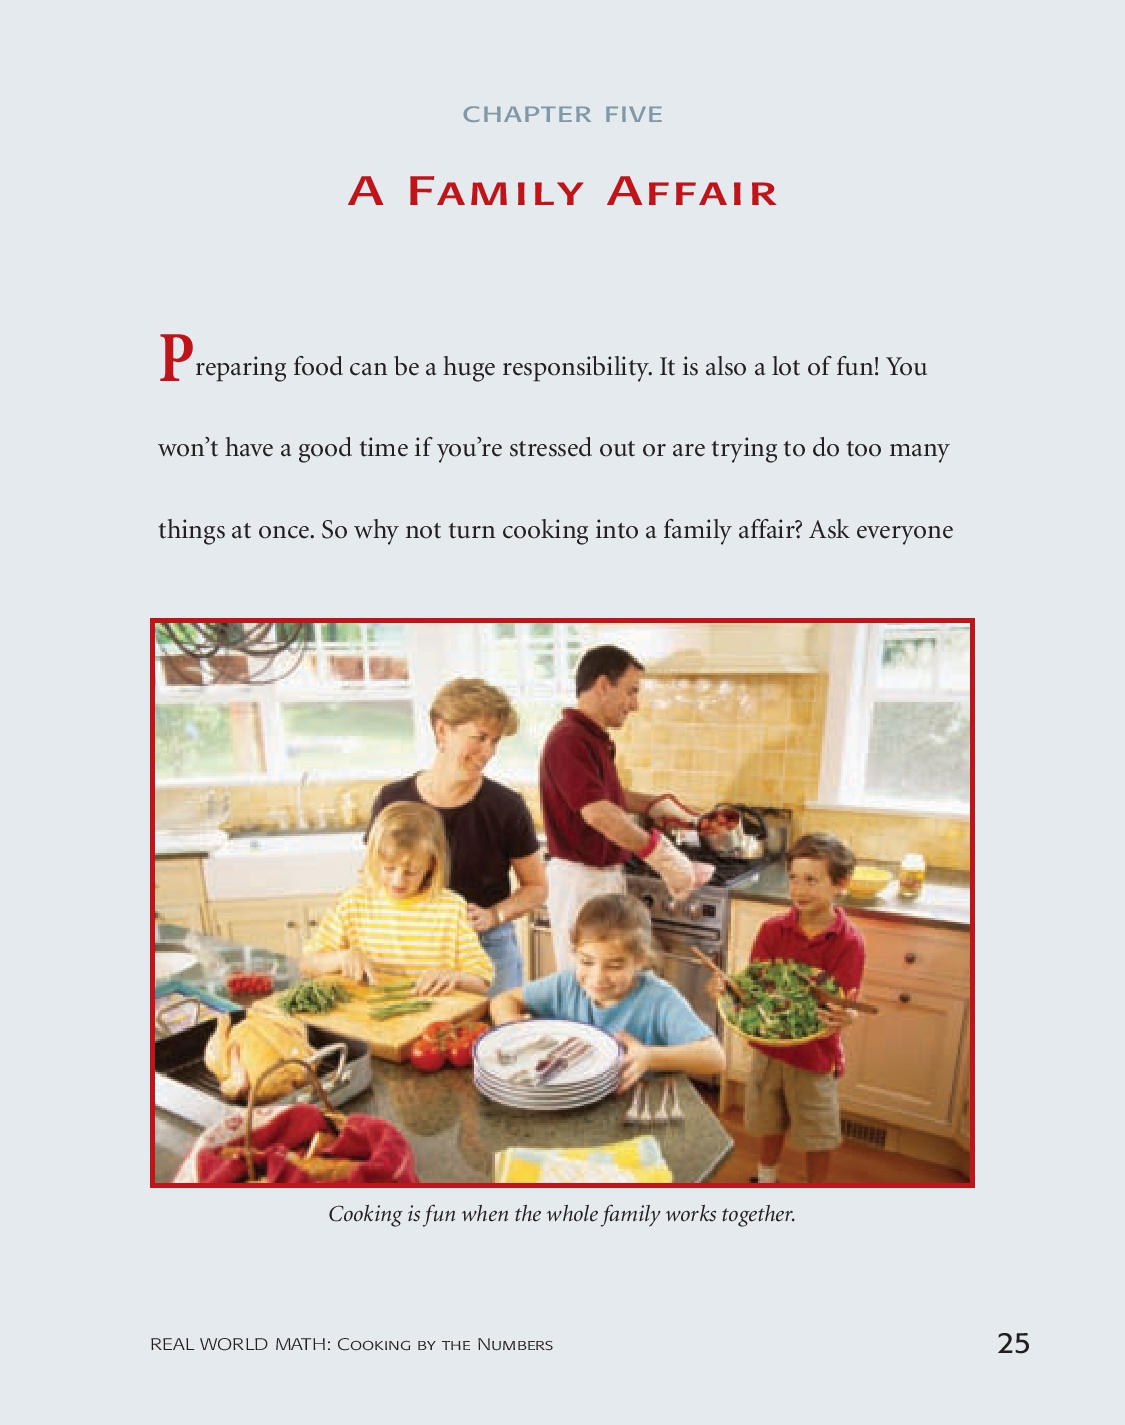 CHAPTER FIVE
A FAMILY AFFAIR
Preparing food can be a huge responsibility. It is also a lot of fun! You
won’t have a good time if you’re stressed out or are trying to do too many
things at once. So why not turn cooking into a family affair? Ask everyone
Cooking is fun when the whole family works together.
REAL WORLD MATH: COOKING BY THE NUMBERS
25